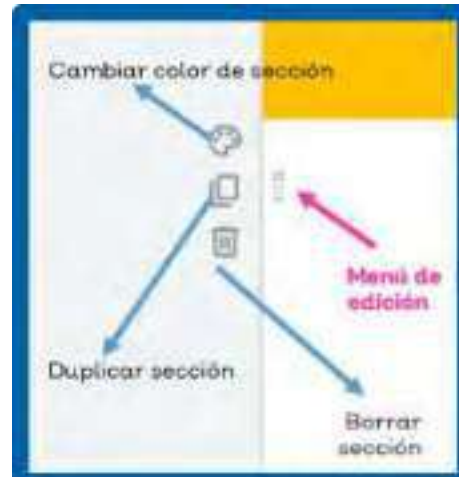 Cambiar color de sección
Menú de
edición
Duplicar sección
Borrar
sección